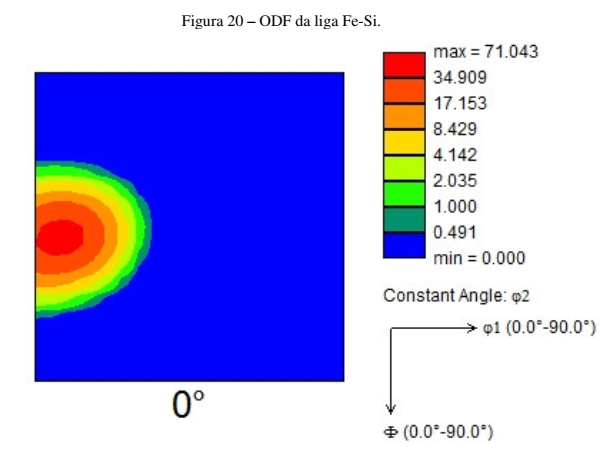 Figura 20 – ODF da liga Fe-Si.
max = 71.043
34.909
17.153
8.429
4.142
2.035
1.000
0.491
min = 0.000
Constant Angle: φ2
φ1 (0.0°-90.0°)
Φ (0.0°-90.0°)
0°